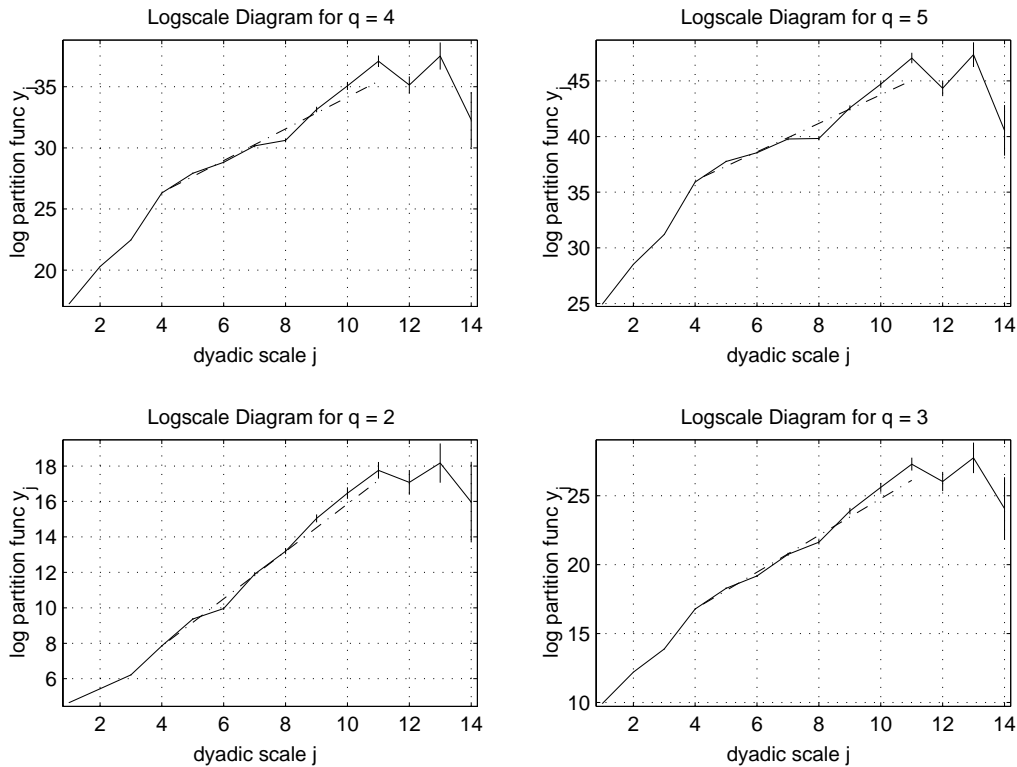 Logscale Diagram for q = 4
log partition func y_j
35
30
25
20
2 4 6 8 10 12 14
dyadic scale j
Logscale Diagram for q = 5
log partition func y_j
45
40
35
30
25
2 4 6 8 10 12 14
dyadic scale j
Logscale Diagram for q = 2
log partition func y_j
18
16
14
12
10
8
6
2 4 6 8 10 12 14
dyadic scale j
Logscale Diagram for q = 3
log partition func y_j
25
20
15
10
2 4 6 8 10 12 14
dyadic scale j